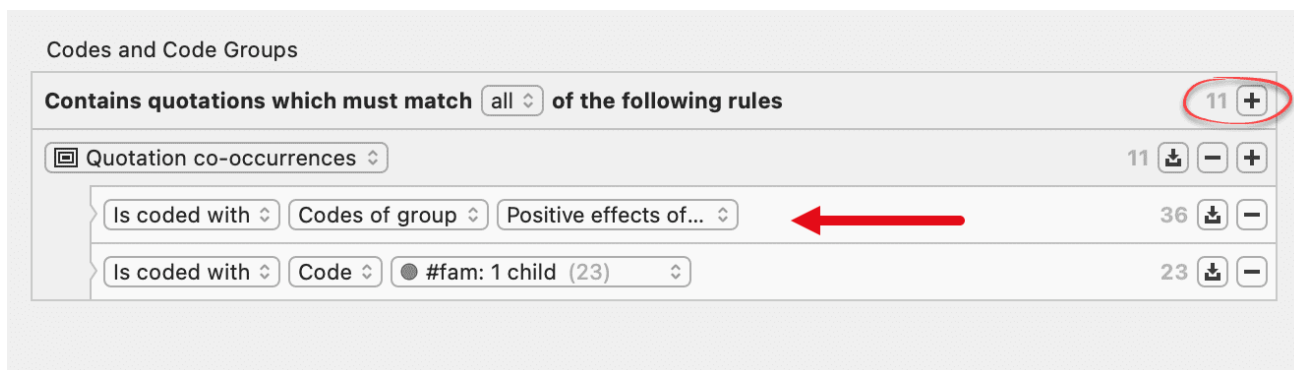 Codes and Code Groups
Contains quotations which must match all of the following rules 11
Quotation co-occurrences 11
Is coded with Codes of group Positive effects of... 36
Is coded with Code #fam: 1 child (23) 23